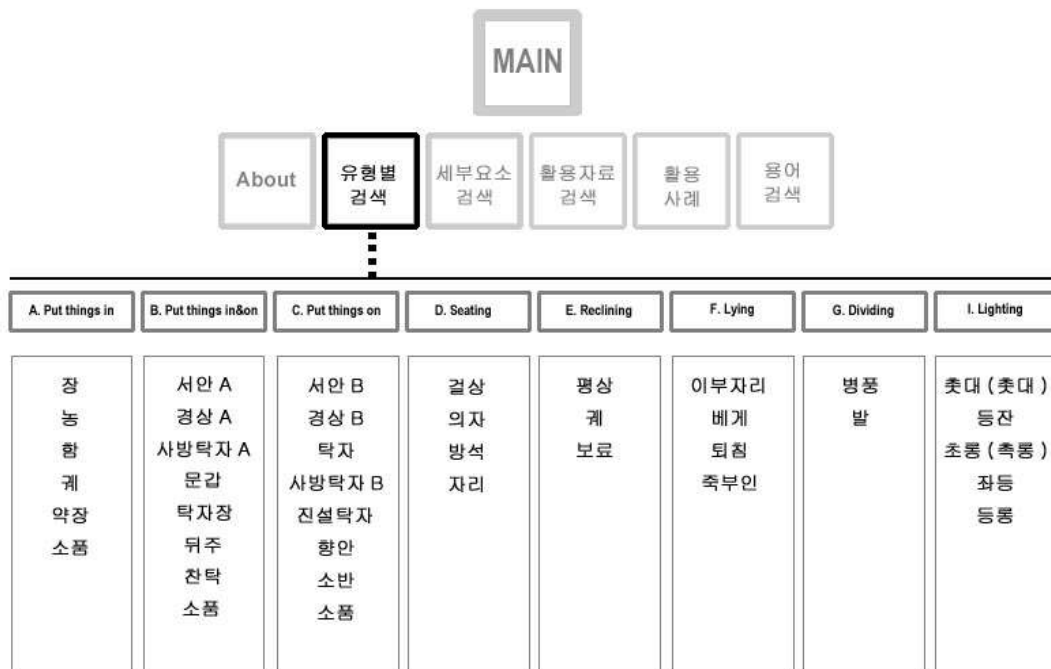 MAIN
About
유형별
검색
세부요소
검색
활용자료
검색
활용
사례
용어
검색
A. Put things in
B. Put things in&on
C. Put things on
D. Seating
E. Reclining
F. Lying
G. Dividing
I. Lighting
장
농
함
궤
약장
소품
서안 A
경상 A
사방탁자 A
문갑
탁자장
뒤주
찬탁
소품
서안 B
경상 B
탁자
사방탁자 B
진설탁자
향안
소반
소품
걸상
의자
방석
자리
평상
궤
보료
이부자리
베게
퇴침
죽부인
병풍
발
촛대 ( 촛대 )
등잔
초롱 ( 촉롱 )
좌등
등롱